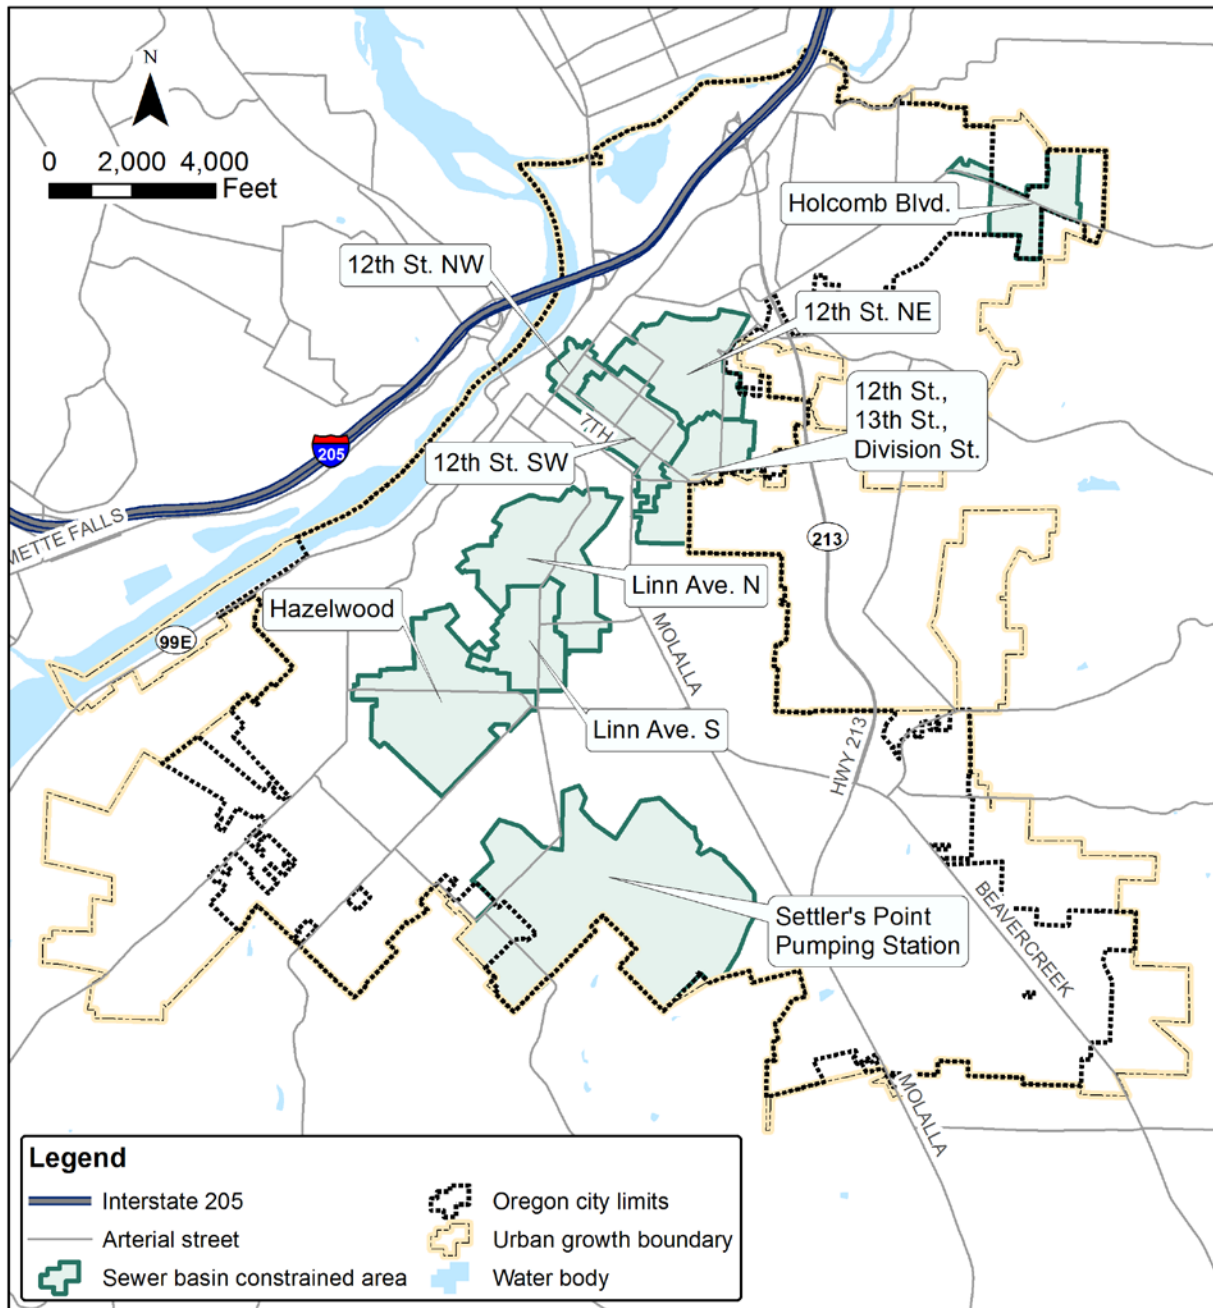 N
0 2,000 4,000
Feet
Holcomb Blvd.
12th St. NW
12th St. NE
12th St.,
13th St.,
Division St.
7TH
12th St. SW
205
METTE FALLS
213
Linn Ave. N
Hazelwood
99E
MOLALLA
Linn Ave. S
HWY 213
Settler's Point
Pumping Station
BEAVERCREEK
MOLALLA
Legend
Interstate 205
Arterial street
Sewer basin constrained area
Oregon city limits
Urban growth boundary
Water body